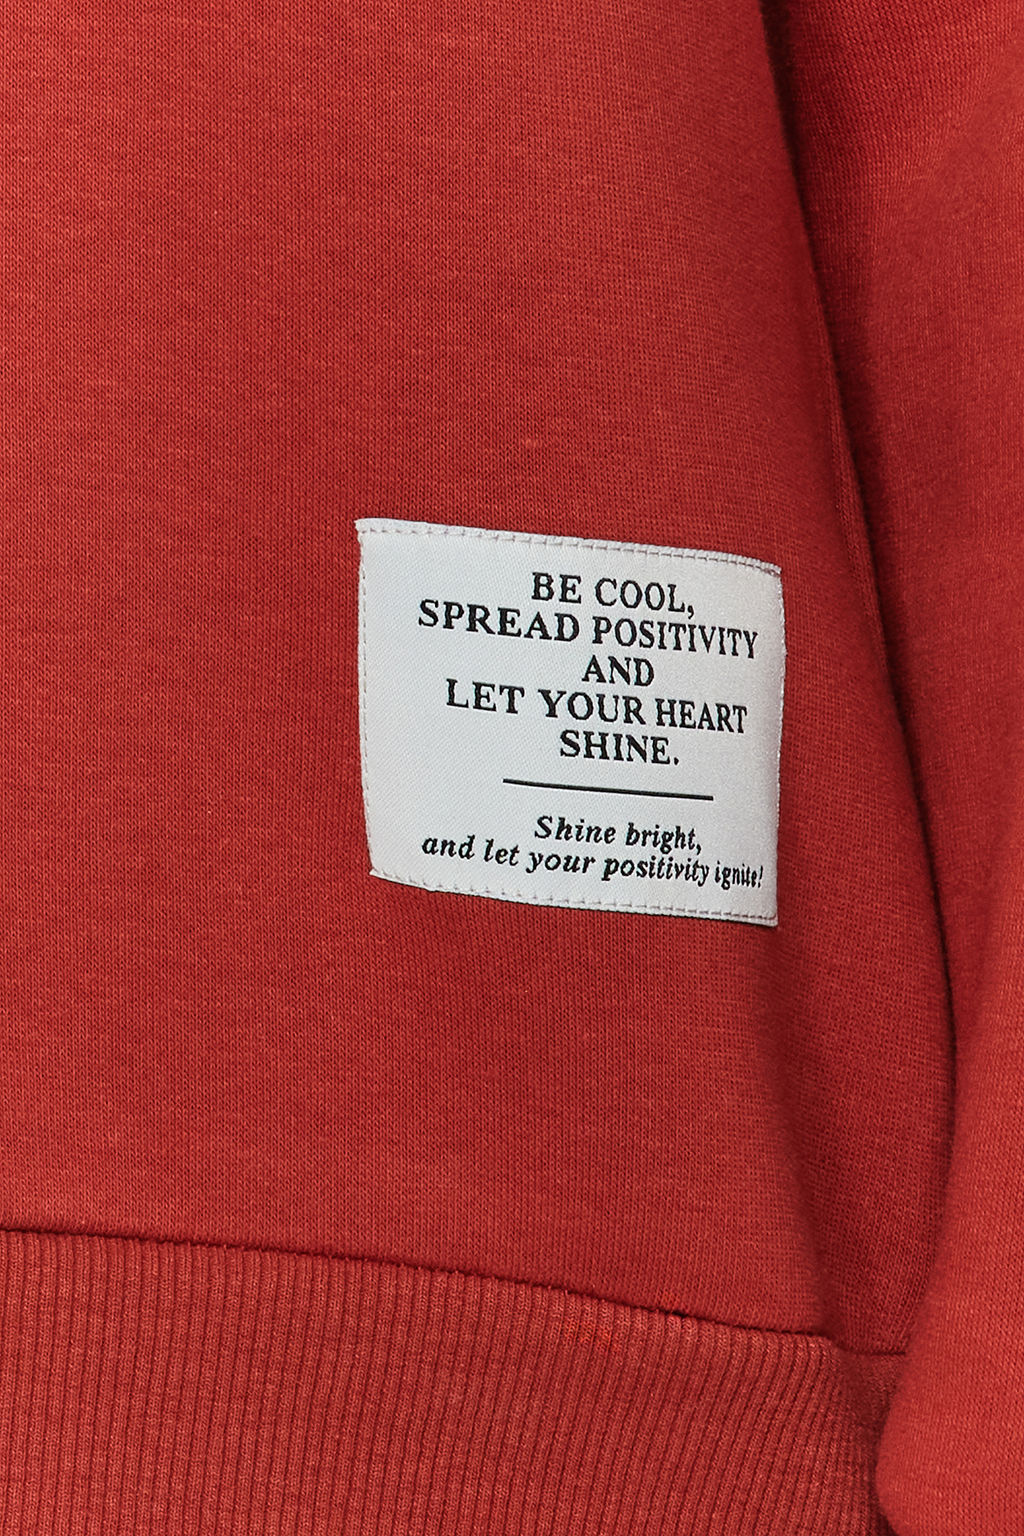 BE COOL,
SPREAD POSITIVITY
AND
LET YOUR HEART
SHINE.
Shine bright,
and let your positivity ignite!